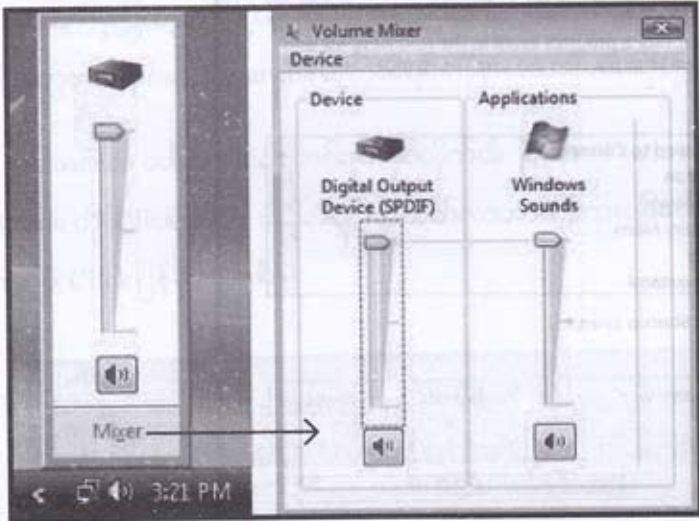 Volume Mixer
Device
Device
Applications
Digital Output
Device (SPDIF)
Windows
Sounds
Mixer
3:21 PM